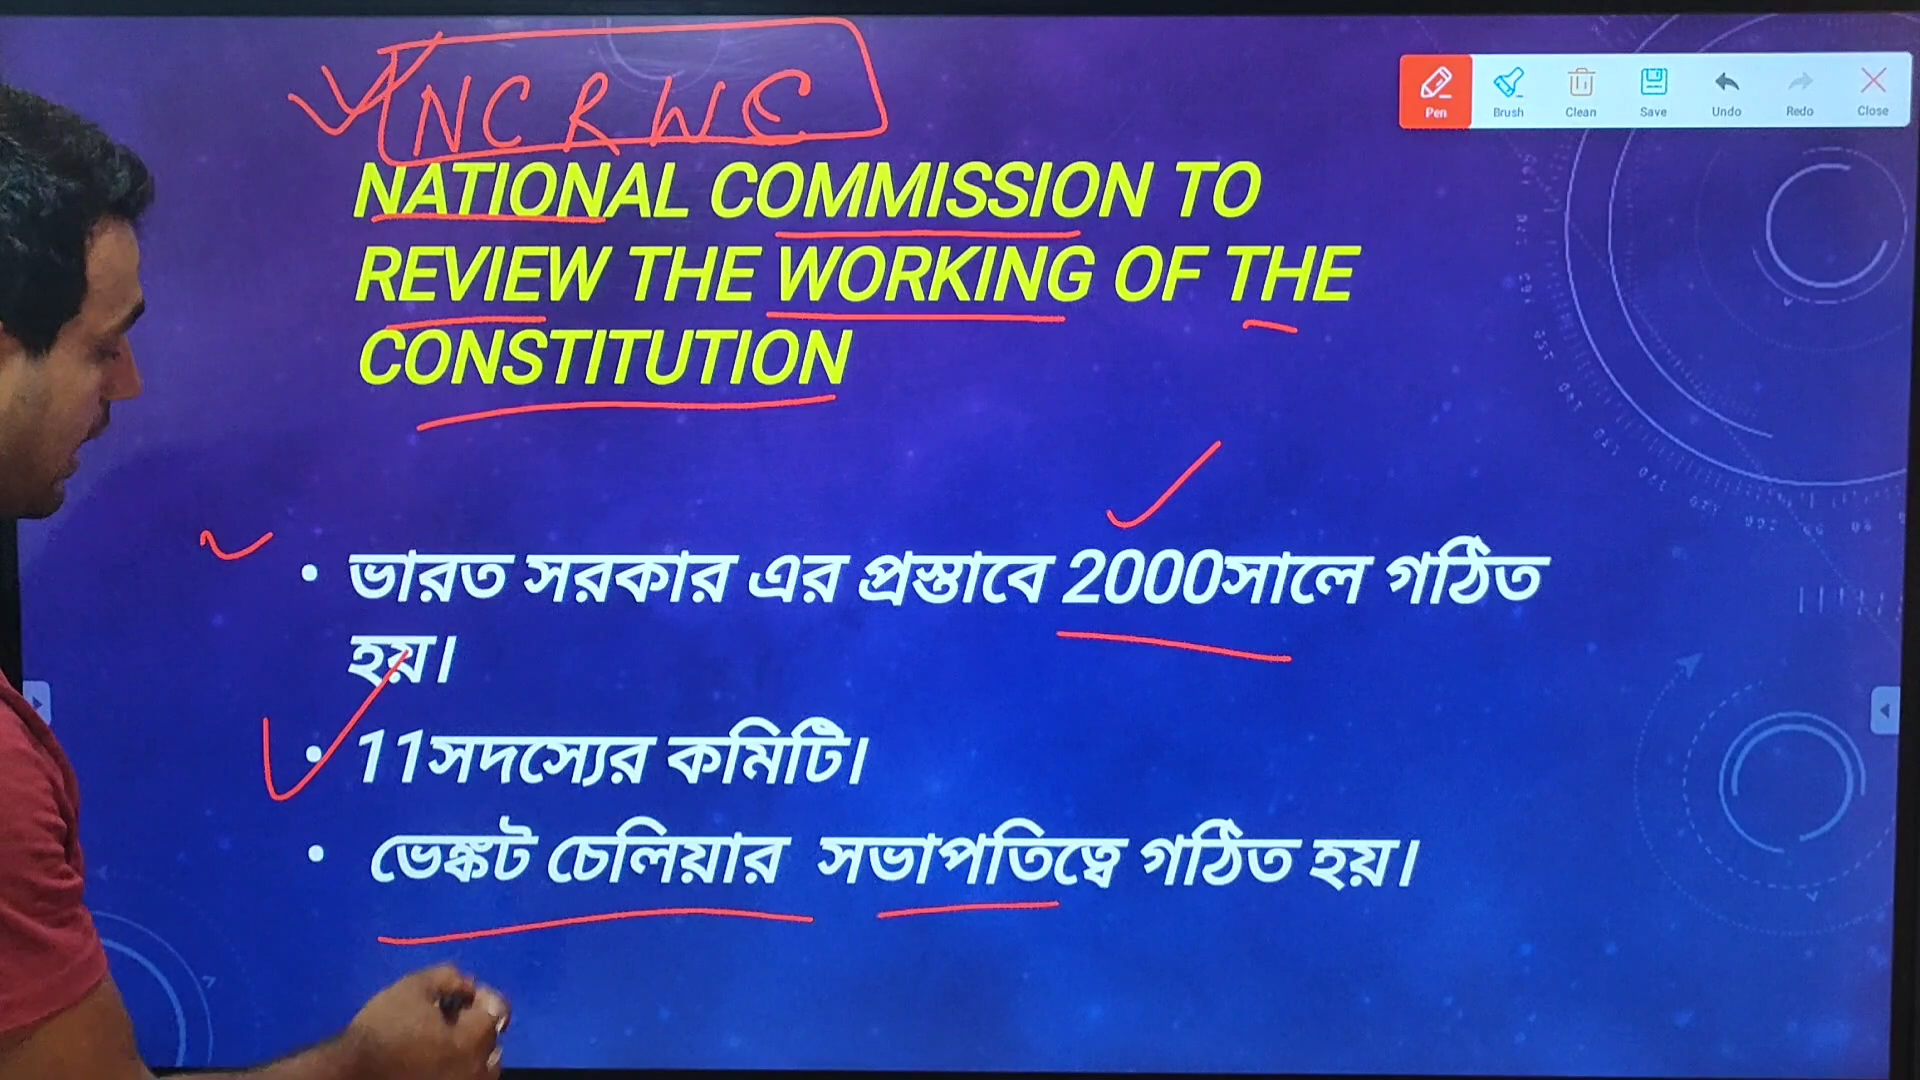 NCRWC
Pen Brush Clean Save Undo Redo Close
NATIONAL COMMISSION TO
REVIEW THE WORKING OF THE
CONSTITUTION
• ভারত সরকার এর প্রস্তাবে 2000সালে গঠিত
হয়।
• 11সদস্যের কমিটি।
• ভেঙ্কট চেলিয়ার সভাপতিত্বে গঠিত হয়।